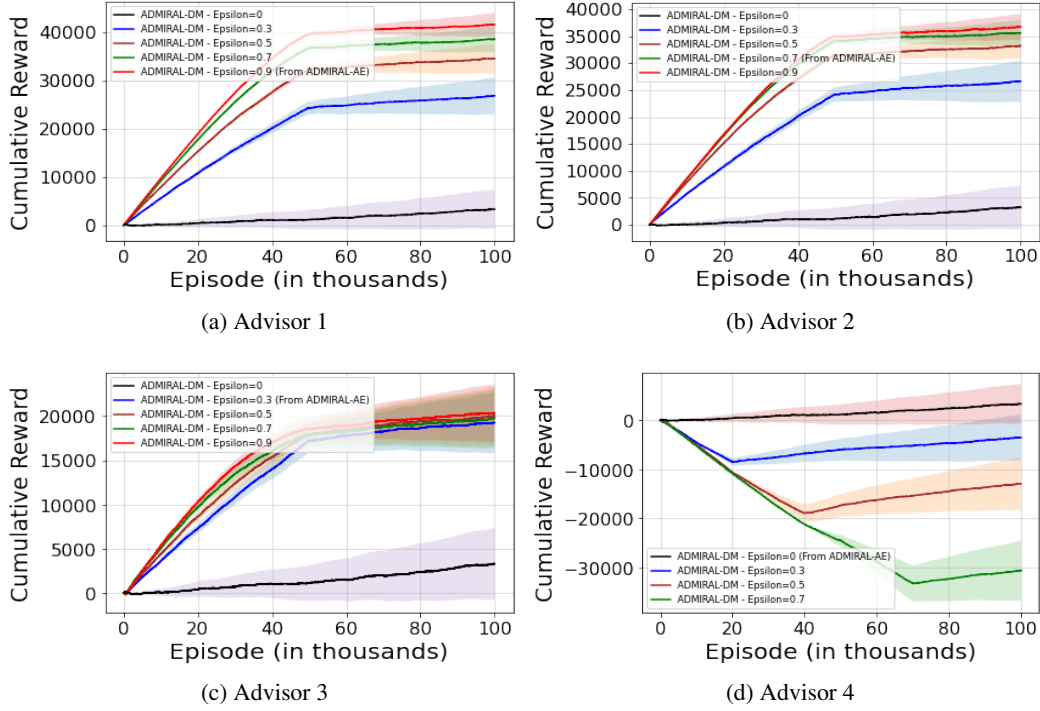 ADMIRAL-DM - Epsilon=0
ADMIRAL-DM - Epsilon=0.3
ADMIRAL-DM - Epsilon=0.5
ADMIRAL-DM - Epsilon=0.7
ADMIRAL-DM - Epsilon=0.9 (From ADMIRAL-AE)
Cumulative Reward
40000
30000
20000
10000
0
0 20 40 60 80 100
Episode (in thousands)
(a) Advisor 1
ADMIRAL-DM - Epsilon=0
ADMIRAL-DM - Epsilon=0.3
ADMIRAL-DM - Epsilon=0.5
ADMIRAL-DM - Epsilon=0.7 (From ADMIRAL-AE)
ADMIRAL-DM - Epsilon=0.9
Cumulative Reward
40000
35000
30000
25000
20000
15000
10000
5000
0
0 20 40 60 80 100
Episode (in thousands)
(b) Advisor 2
ADMIRAL-DM - Epsilon=0
ADMIRAL-DM - Epsilon=0.3 (From ADMIRAL-AE)
ADMIRAL-DM - Epsilon=0.5
ADMIRAL-DM - Epsilon=0.7
ADMIRAL-DM - Epsilon=0.9
Cumulative Reward
20000
15000
10000
5000
0
0 20 40 60 80 100
Episode (in thousands)
(c) Advisor 3
Cumulative Reward
0
−10000
−20000
−30000
ADMIRAL-DM - Epsilon=0 (From ADMIRAL-AE)
ADMIRAL-DM - Epsilon=0.3
ADMIRAL-DM - Epsilon=0.5
ADMIRAL-DM - Epsilon=0.7
0 20 40 60 80 100
Episode (in thousands)
(d) Advisor 4